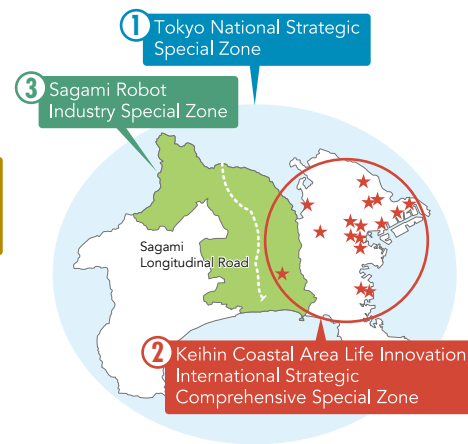 1 Tokyo National Strategic
Special Zone
3 Sagami Robot
Industry Special Zone
Sagami
Longitudinal Road
2 Keihin Coastal Area Life Innovation
International Strategic
Comprehensive Special Zone